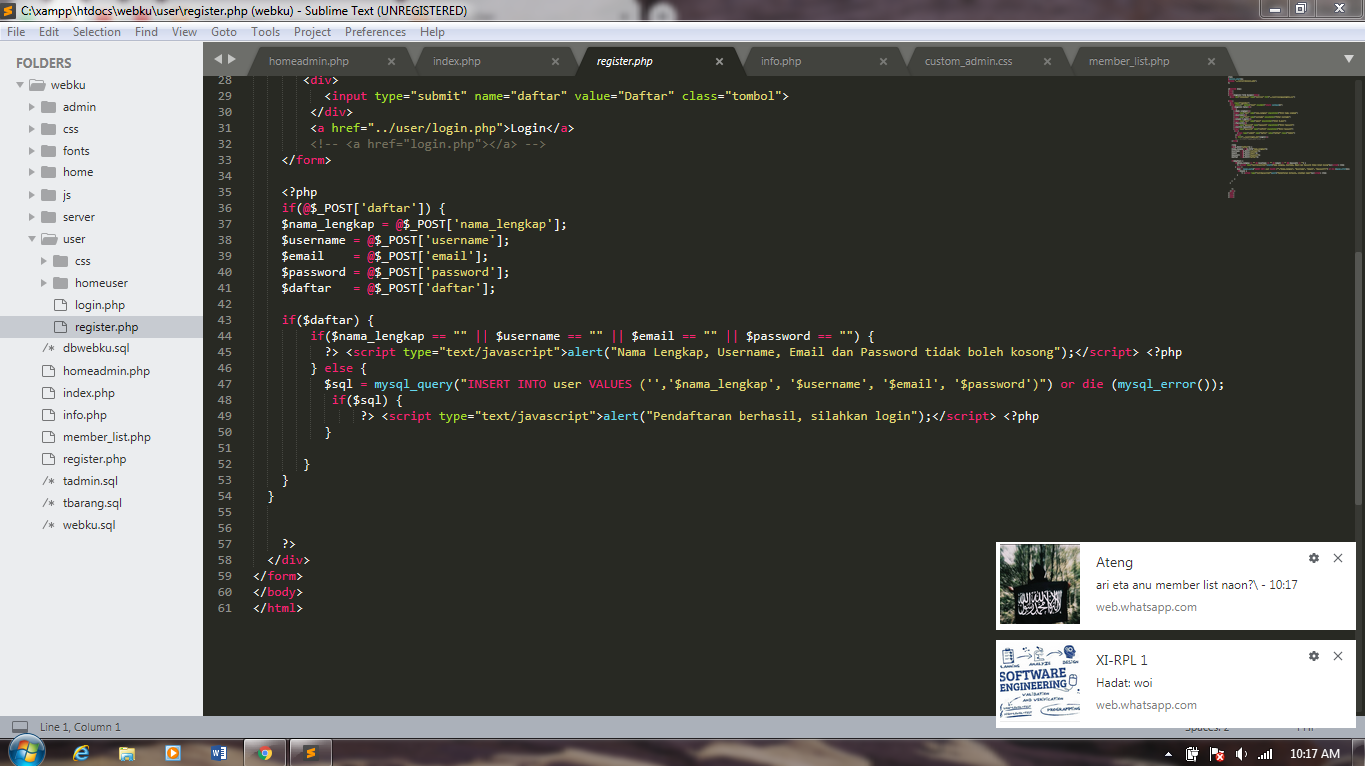 C:\xampp\htdocs\webku\user\register.php (webku) - Sublime Text (UNREGISTERED)
File Edit Selection Find View Goto Tools Project Preferences Help
FOLDERS
webku
admin
css
fonts
home
js
server
user
css
homeuser
login.php
register.php
/* dbwebku.sql
homeadmin.php
index.php
info.php
member_list.php
register.php
/* tadmin.sql
/* tbarang.sql
/* webku.sql
homeadmin.php × index.php × register.php × info.php × custom_admin.css × member_list.php ×
28 <div>
29 <input type="submit" name="daftar" value="Daftar" class="tombol">
30 </div>
31 <a href="../user/login.php">Login</a>
32 <!-- <a href="login.php"></a> -->
33 </form>
34
35 <?php
36 if(@$_POST['daftar']) {
37 $nama_lengkap = @$_POST['nama_lengkap'];
38 $username = @$_POST['username'];
39 $email = @$_POST['email'];
40 $password = @$_POST['password'];
41 $daftar = @$_POST['daftar'];
42
43 if($daftar) {
44 if($nama_lengkap == "" || $username == "" || $email == "" || $password == "") {
45 ?> <script type="text/javascript">alert("Nama Lengkap, Username, Email dan Password tidak boleh kosong");</script> <?php
46 } else {
47 $sql = mysql_query("INSERT INTO user VALUES ('','$nama_lengkap', '$username', '$email', '$password')") or die (mysql_error());
48 if($sql) {
49 ?> <script type="text/javascript">alert("Pendaftaran berhasil, silahkan login");</script> <?php
50 }
51
52 }
53 }
54 }
55
56
57 ?>
58 </div>
59 </form>
60 </body>
61 </html>
Ateng
ari eta anu member list naon?\ - 10:17
web.whatsapp.com
SOFTWARE
ENGINEERING
XI-RPL 1
Hadat: woi
web.whatsapp.com
Line 1, Column 1
10:17 AM